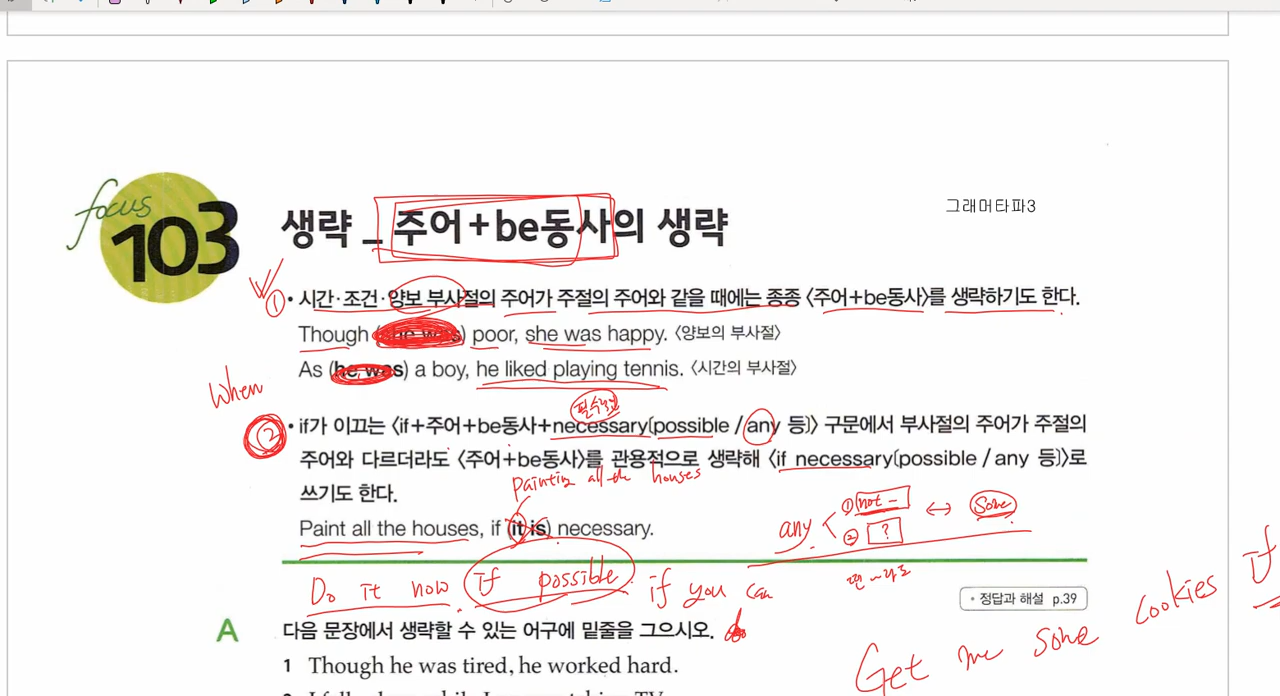 focus
103
생략 _ 주어+be동사의 생략
그래머타파3
① • 시간·조건·양보 부사절의 주어가 주절의 주어와 같을 때에는 종종 〈주어+be동사〉를 생략하기도 한다.
Though (she was) poor, she was happy. 〈양보의 부사절〉
As (he was) a boy, he liked playing tennis. 〈시간의 부사절〉
When
② • if가 이끄는 〈if+주어+be동사+necessary(possible / any 등)〉 구문에서 부사절의 주어가 주절의
주어와 다르더라도 〈주어+be동사〉를 관용적으로 생략해 〈if necessary(possible / any 등)〉로
쓰기도 한다.
all the houses
Paint all the houses, if (it is) necessary.
any ① not - ↔ Some
② ?
Do it now if possible if you can
• 정답과 해설 p.39
Get me some cookies if
A 다음 문장에서 생략할 수 있는 어구에 밑줄을 그으시오.
1 Though he was tired, he worked hard.